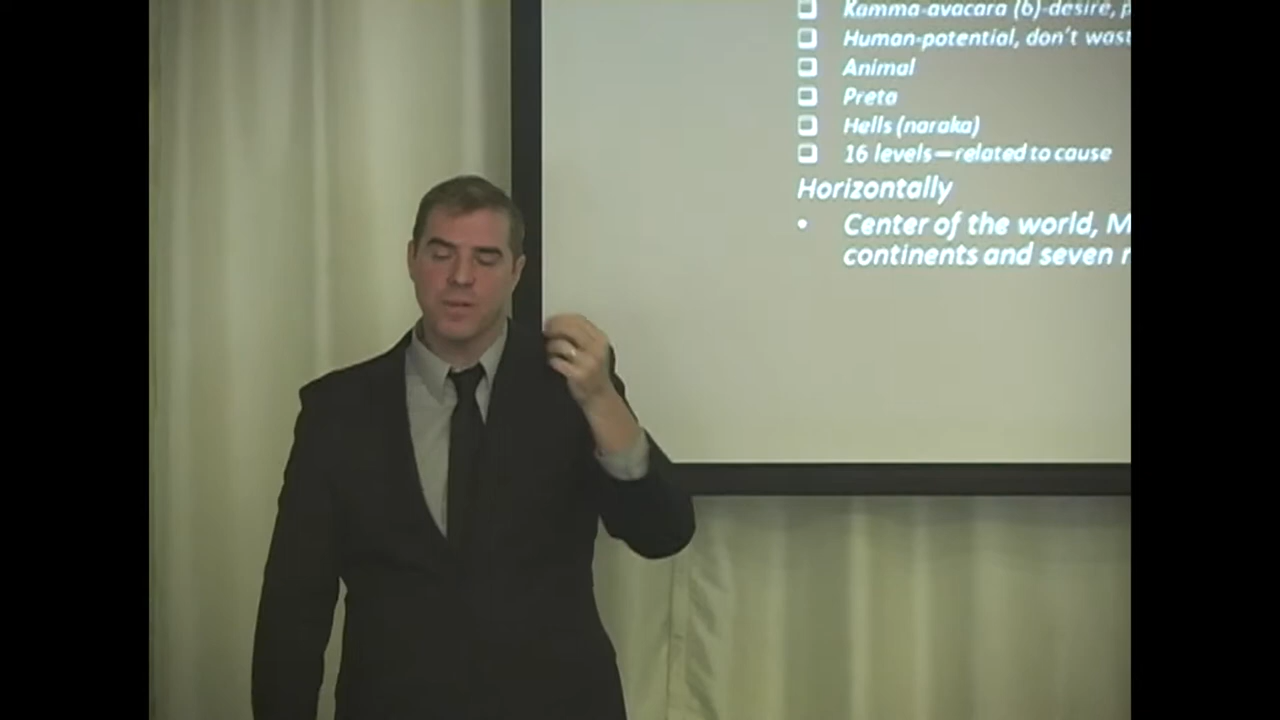 Kamma-avacara (6)-desire,
Human-potential, don't
Animal
Preta
Hells (naraka)
16 levels—related to cause
Horizontally
• Center of the world,
continents and seven